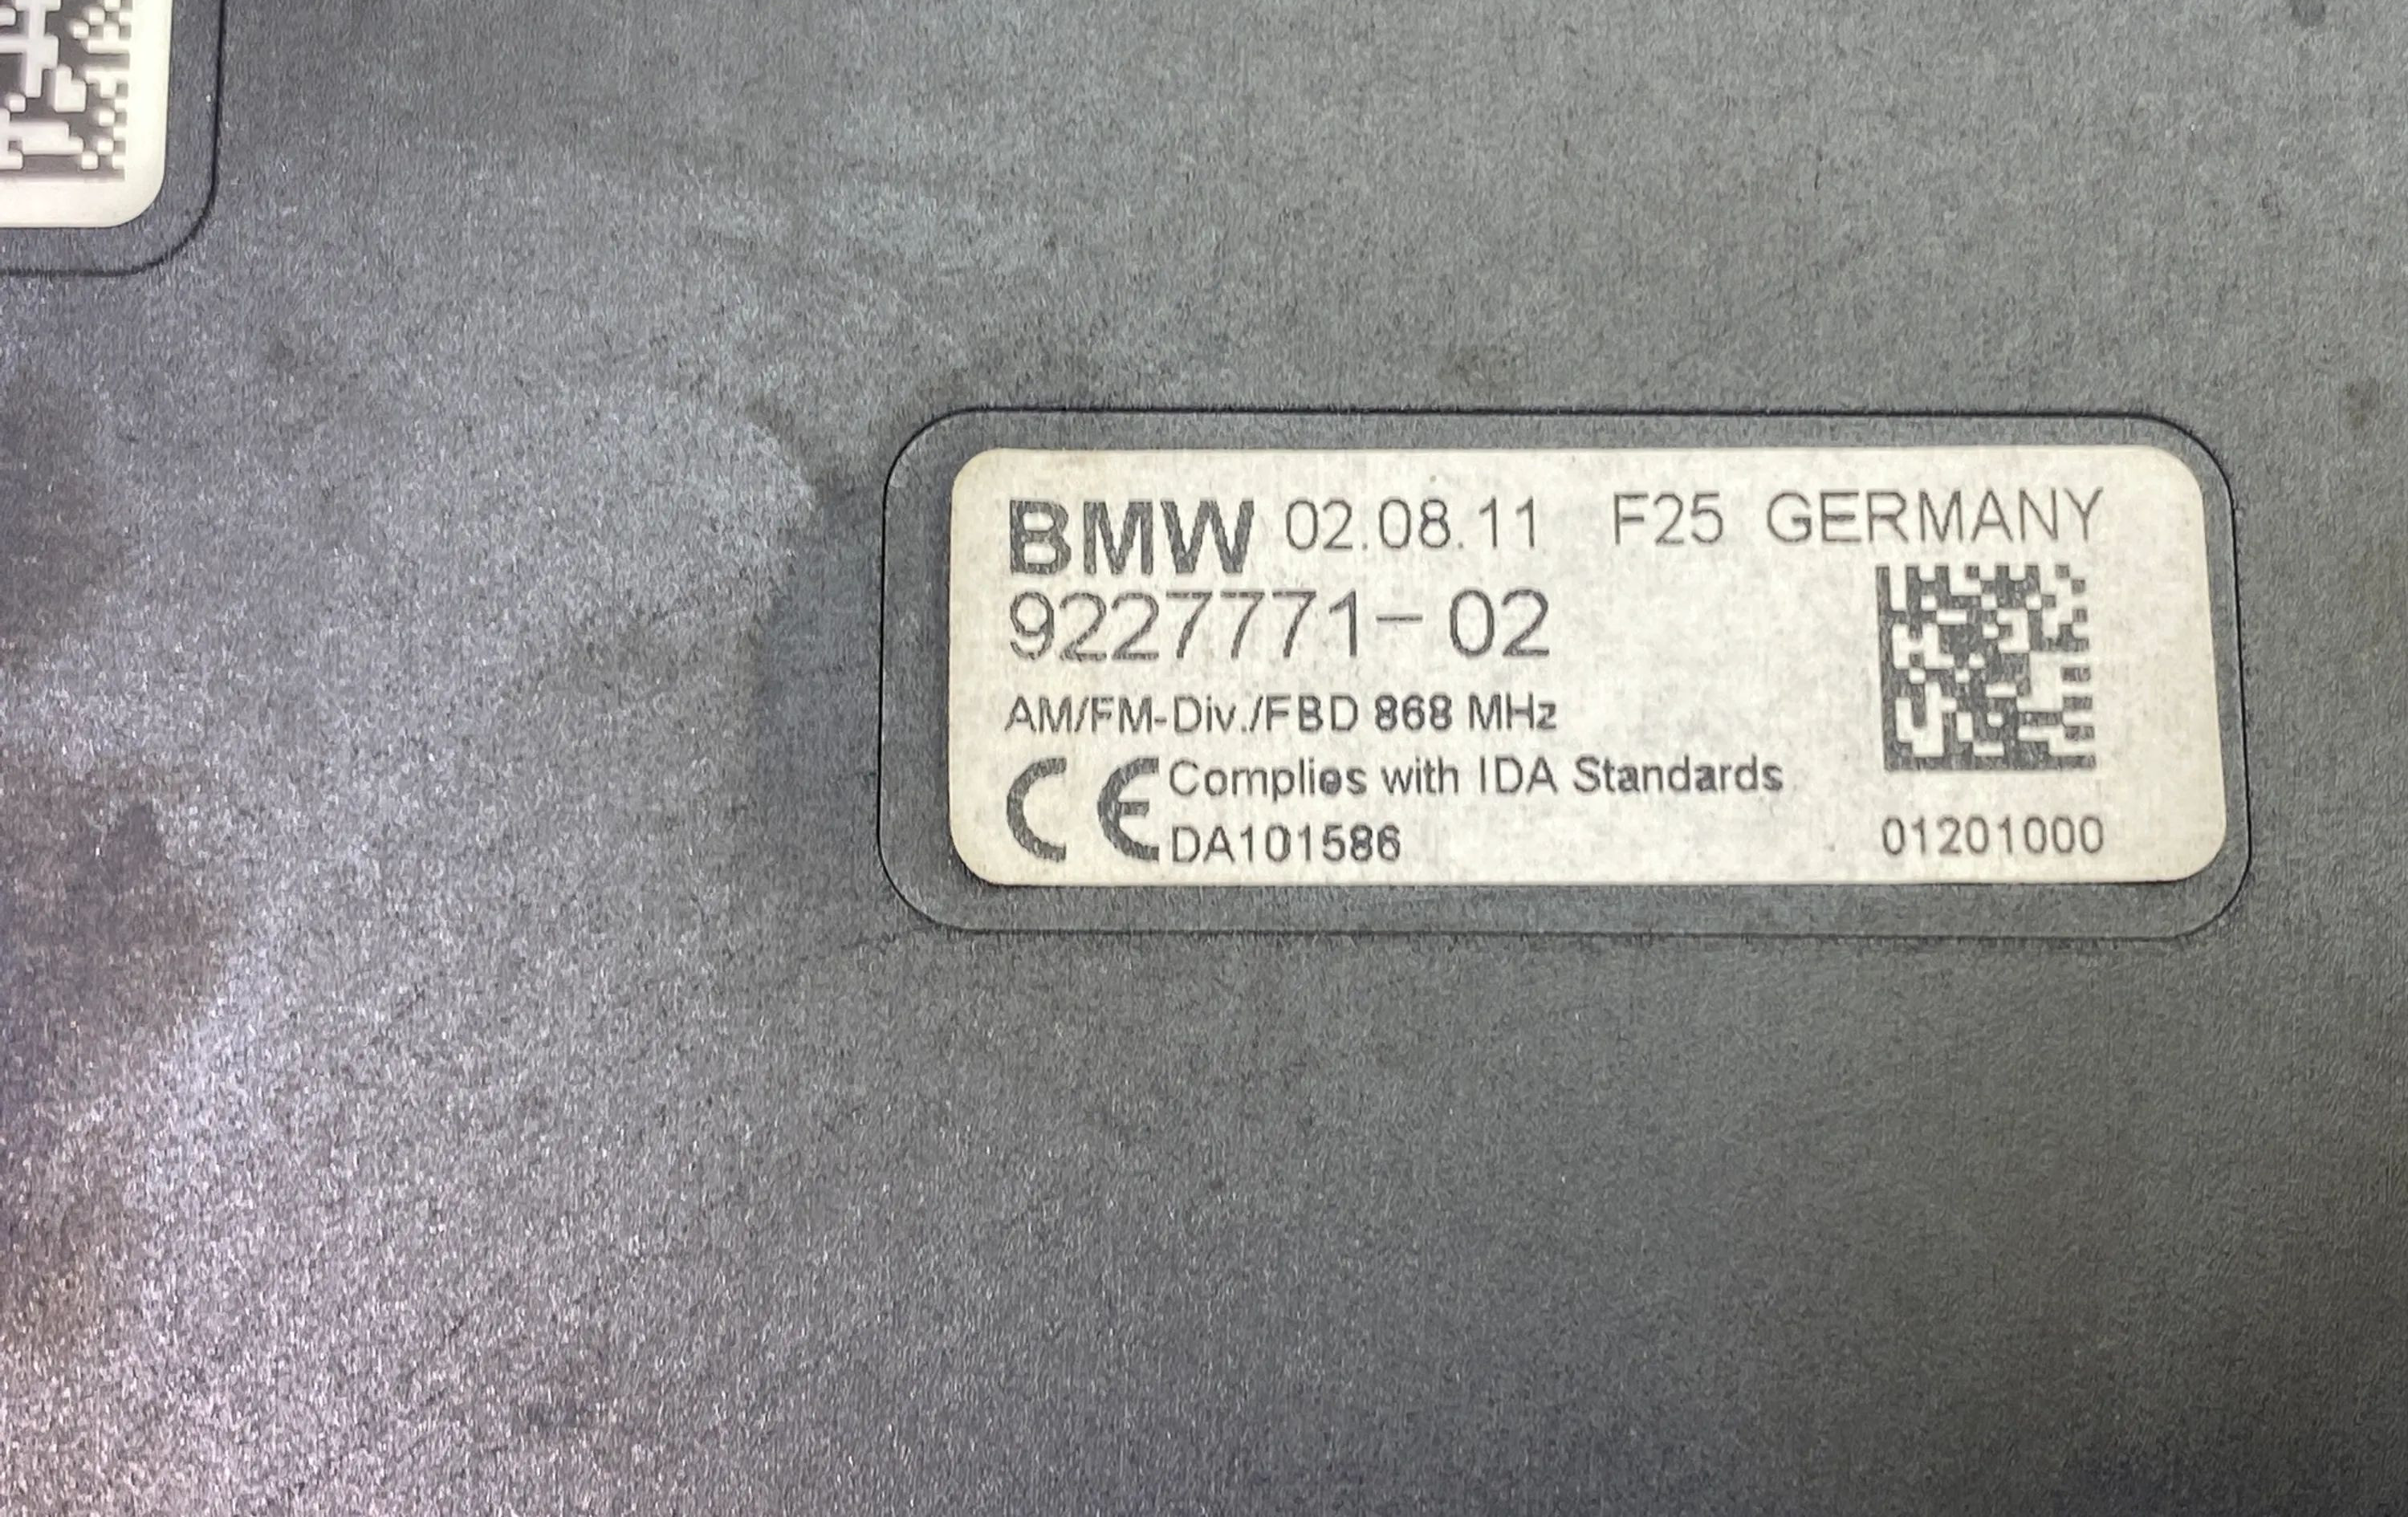 BMW 02.08.11 F25 GERMANY
9227771-02
AM/FM-Div./FBD 868 MHz
CE Complies with IDA Standards
DA101586
01201000